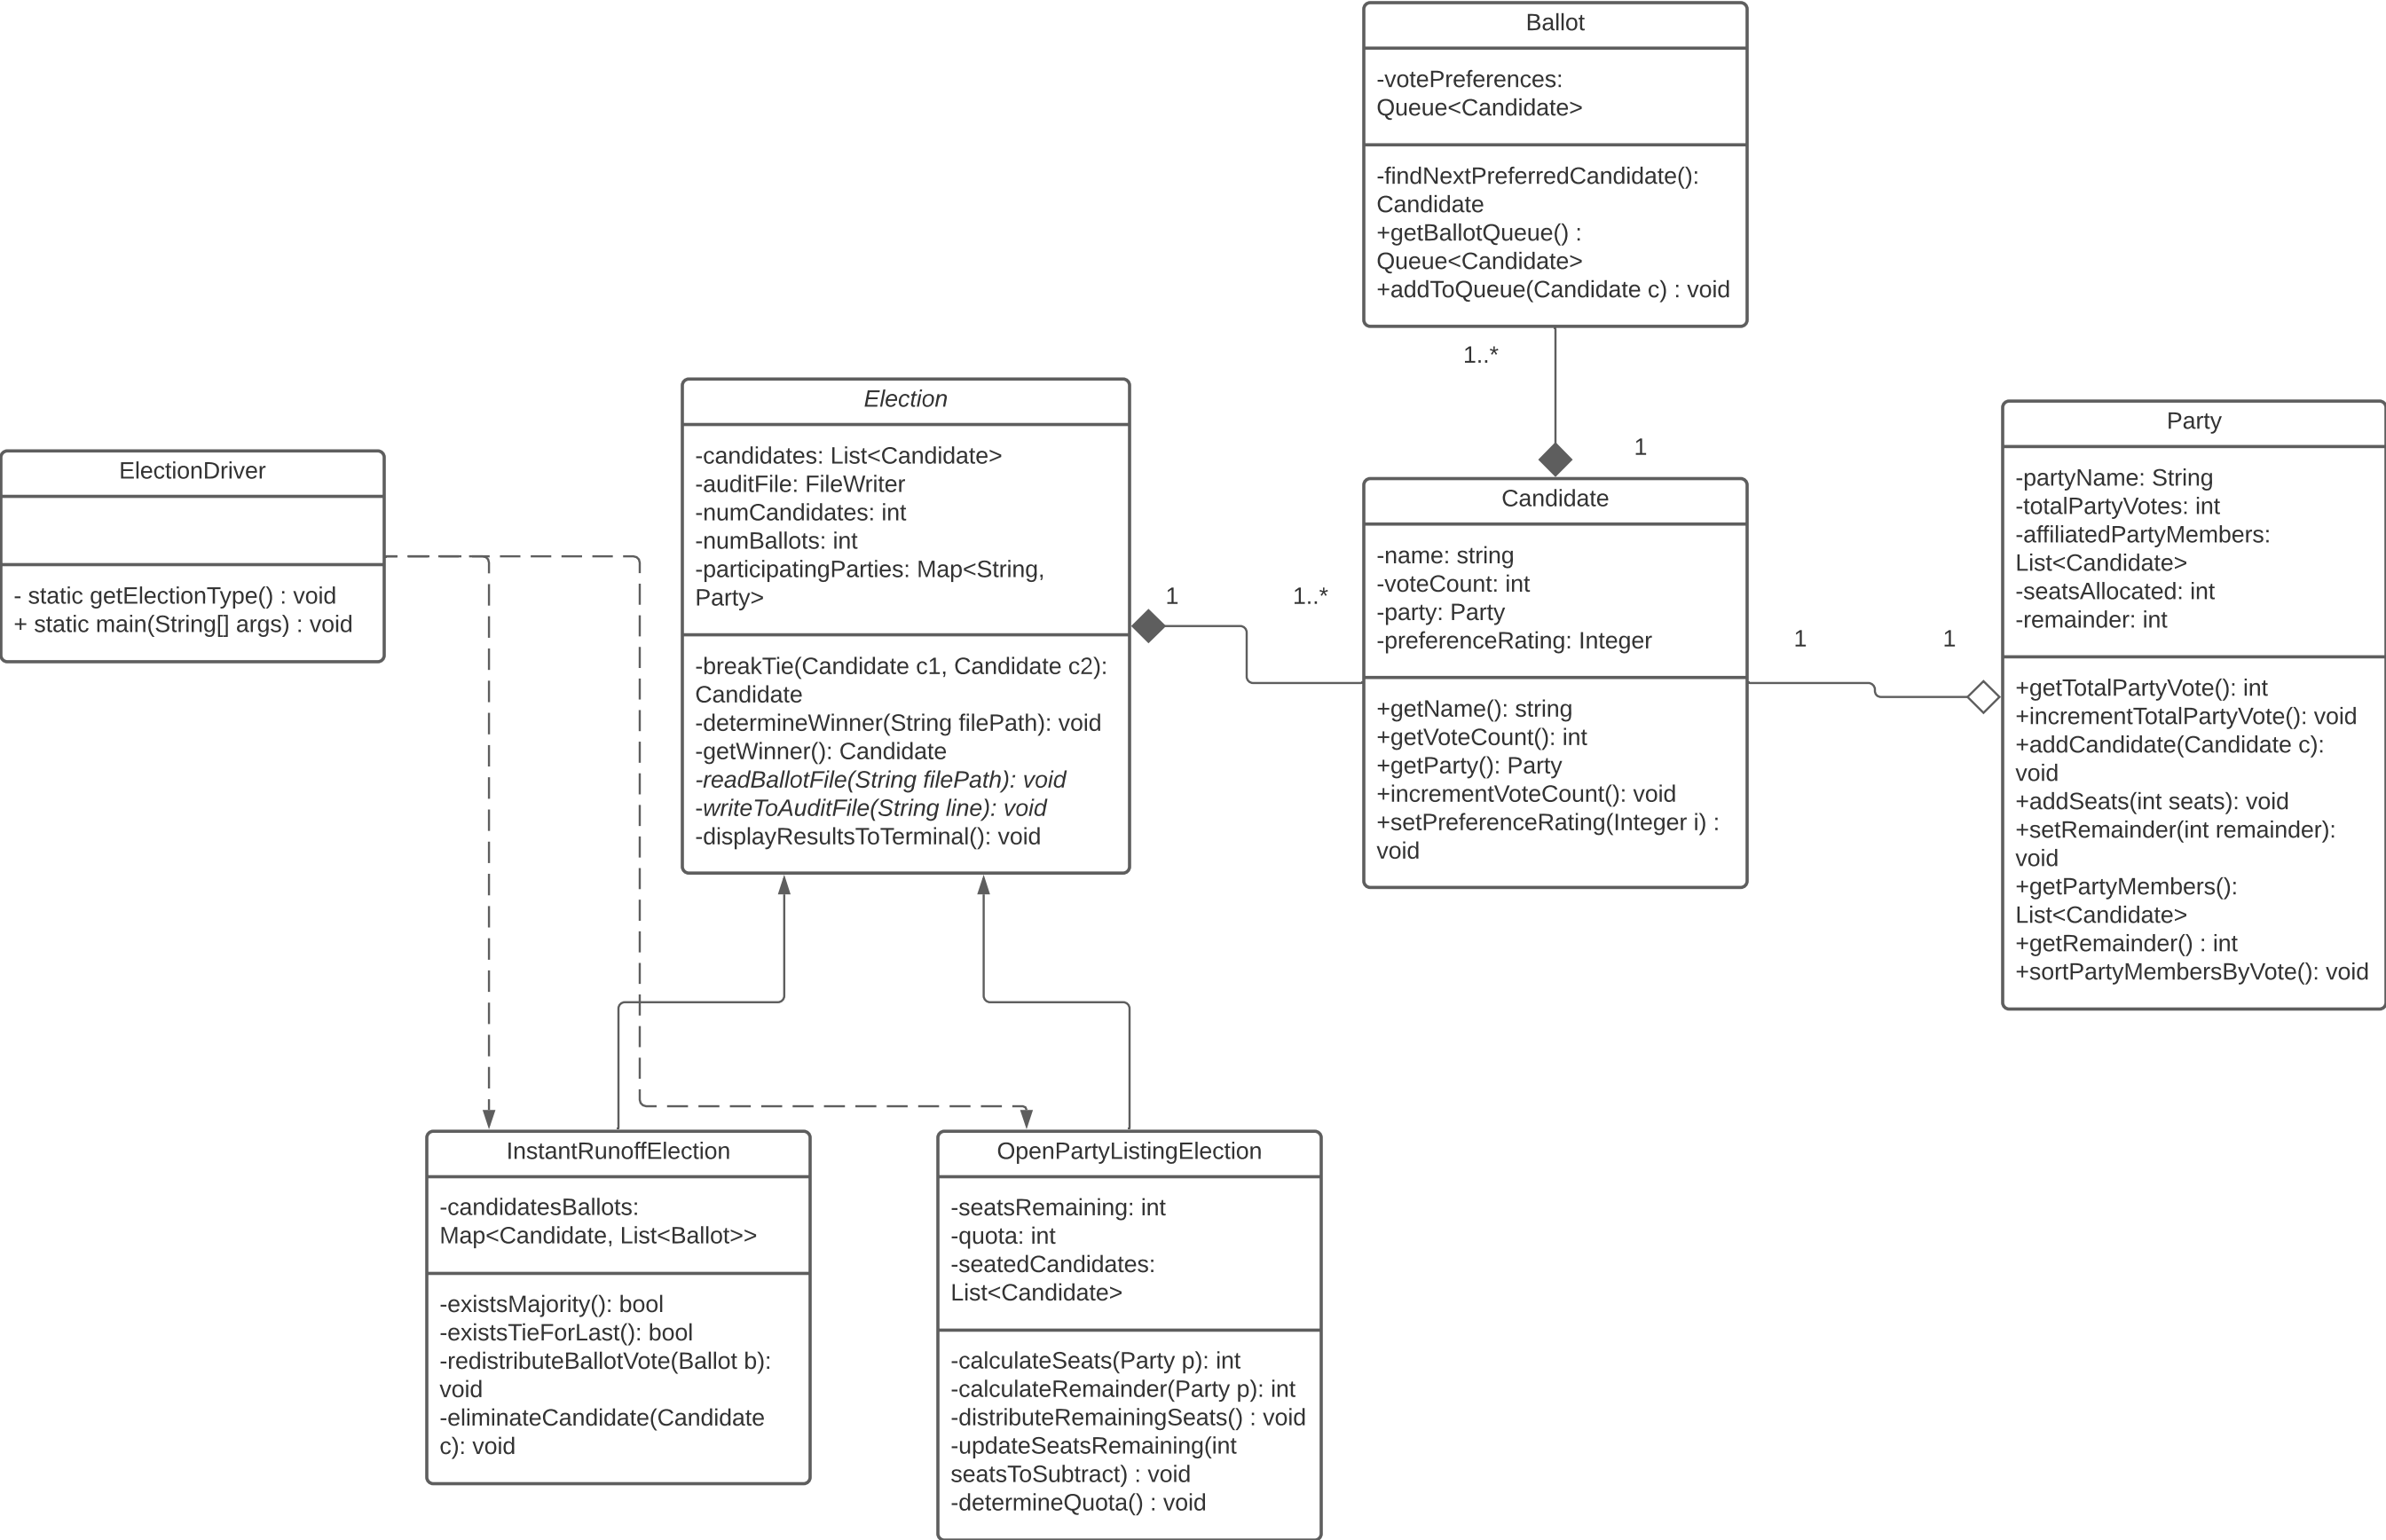 Ballot
-votePreferences:
Queue<Candidate>
-findNextPreferredCandidate():
Candidate
+getBallotQueue() :
Queue<Candidate>
+addToQueue(Candidate c) : void
1..*
1
Election
-candidates: List<Candidate>
-auditFile: FileWriter
-numCandidates: int
-numBallots: int
-participatingParties: Map<String,
Party>
-breakTie(Candidate c1, Candidate c2):
Candidate
-determineWinner(String filePath): void
-getWinner(): Candidate
-readBallotFile(String filePath): void
-writeToAuditFile(String line): void
-displayResultsToTerminal(): void
ElectionDriver
- static getElectionType() : void
+ static main(String[] args) : void
1
1..*
Candidate
-name: string
-voteCount: int
-party: Party
-preferenceRating: Integer
+getName(): string
+getVoteCount(): int
+getParty(): Party
+incrementVoteCount(): void
+setPreferenceRating(Integer i) :
void
1
1
Party
-partyName: String
-totalPartyVotes: int
-affiliatedPartyMembers:
List<Candidate>
-seatsAllocated: int
-remainder: int
+getTotalPartyVote(): int
+incrementTotalPartyVote(): void
+addCandidate(Candidate c):
void
+addSeats(int seats): void
+setRemainder(int remainder):
void
+getPartyMembers():
List<Candidate>
+getRemainder() : int
+sortPartyMembersByVote(): void
InstantRunoffElection
-candidatesBallots:
Map<Candidate, List<Ballot>>
-existsMajority(): bool
-existsTieForLast(): bool
-redistributeBallotVote(Ballot b):
void
-eliminateCandidate(Candidate
c): void
OpenPartyListingElection
-seatsRemaining: int
-quota: int
-seatedCandidates:
List<Candidate>
-calculateSeats(Party p): int
-calculateRemainder(Party p): int
-distributeRemainingSeats() : void
-updateSeatsRemaining(int
seatsToSubtract) : void
-determineQuota() : void